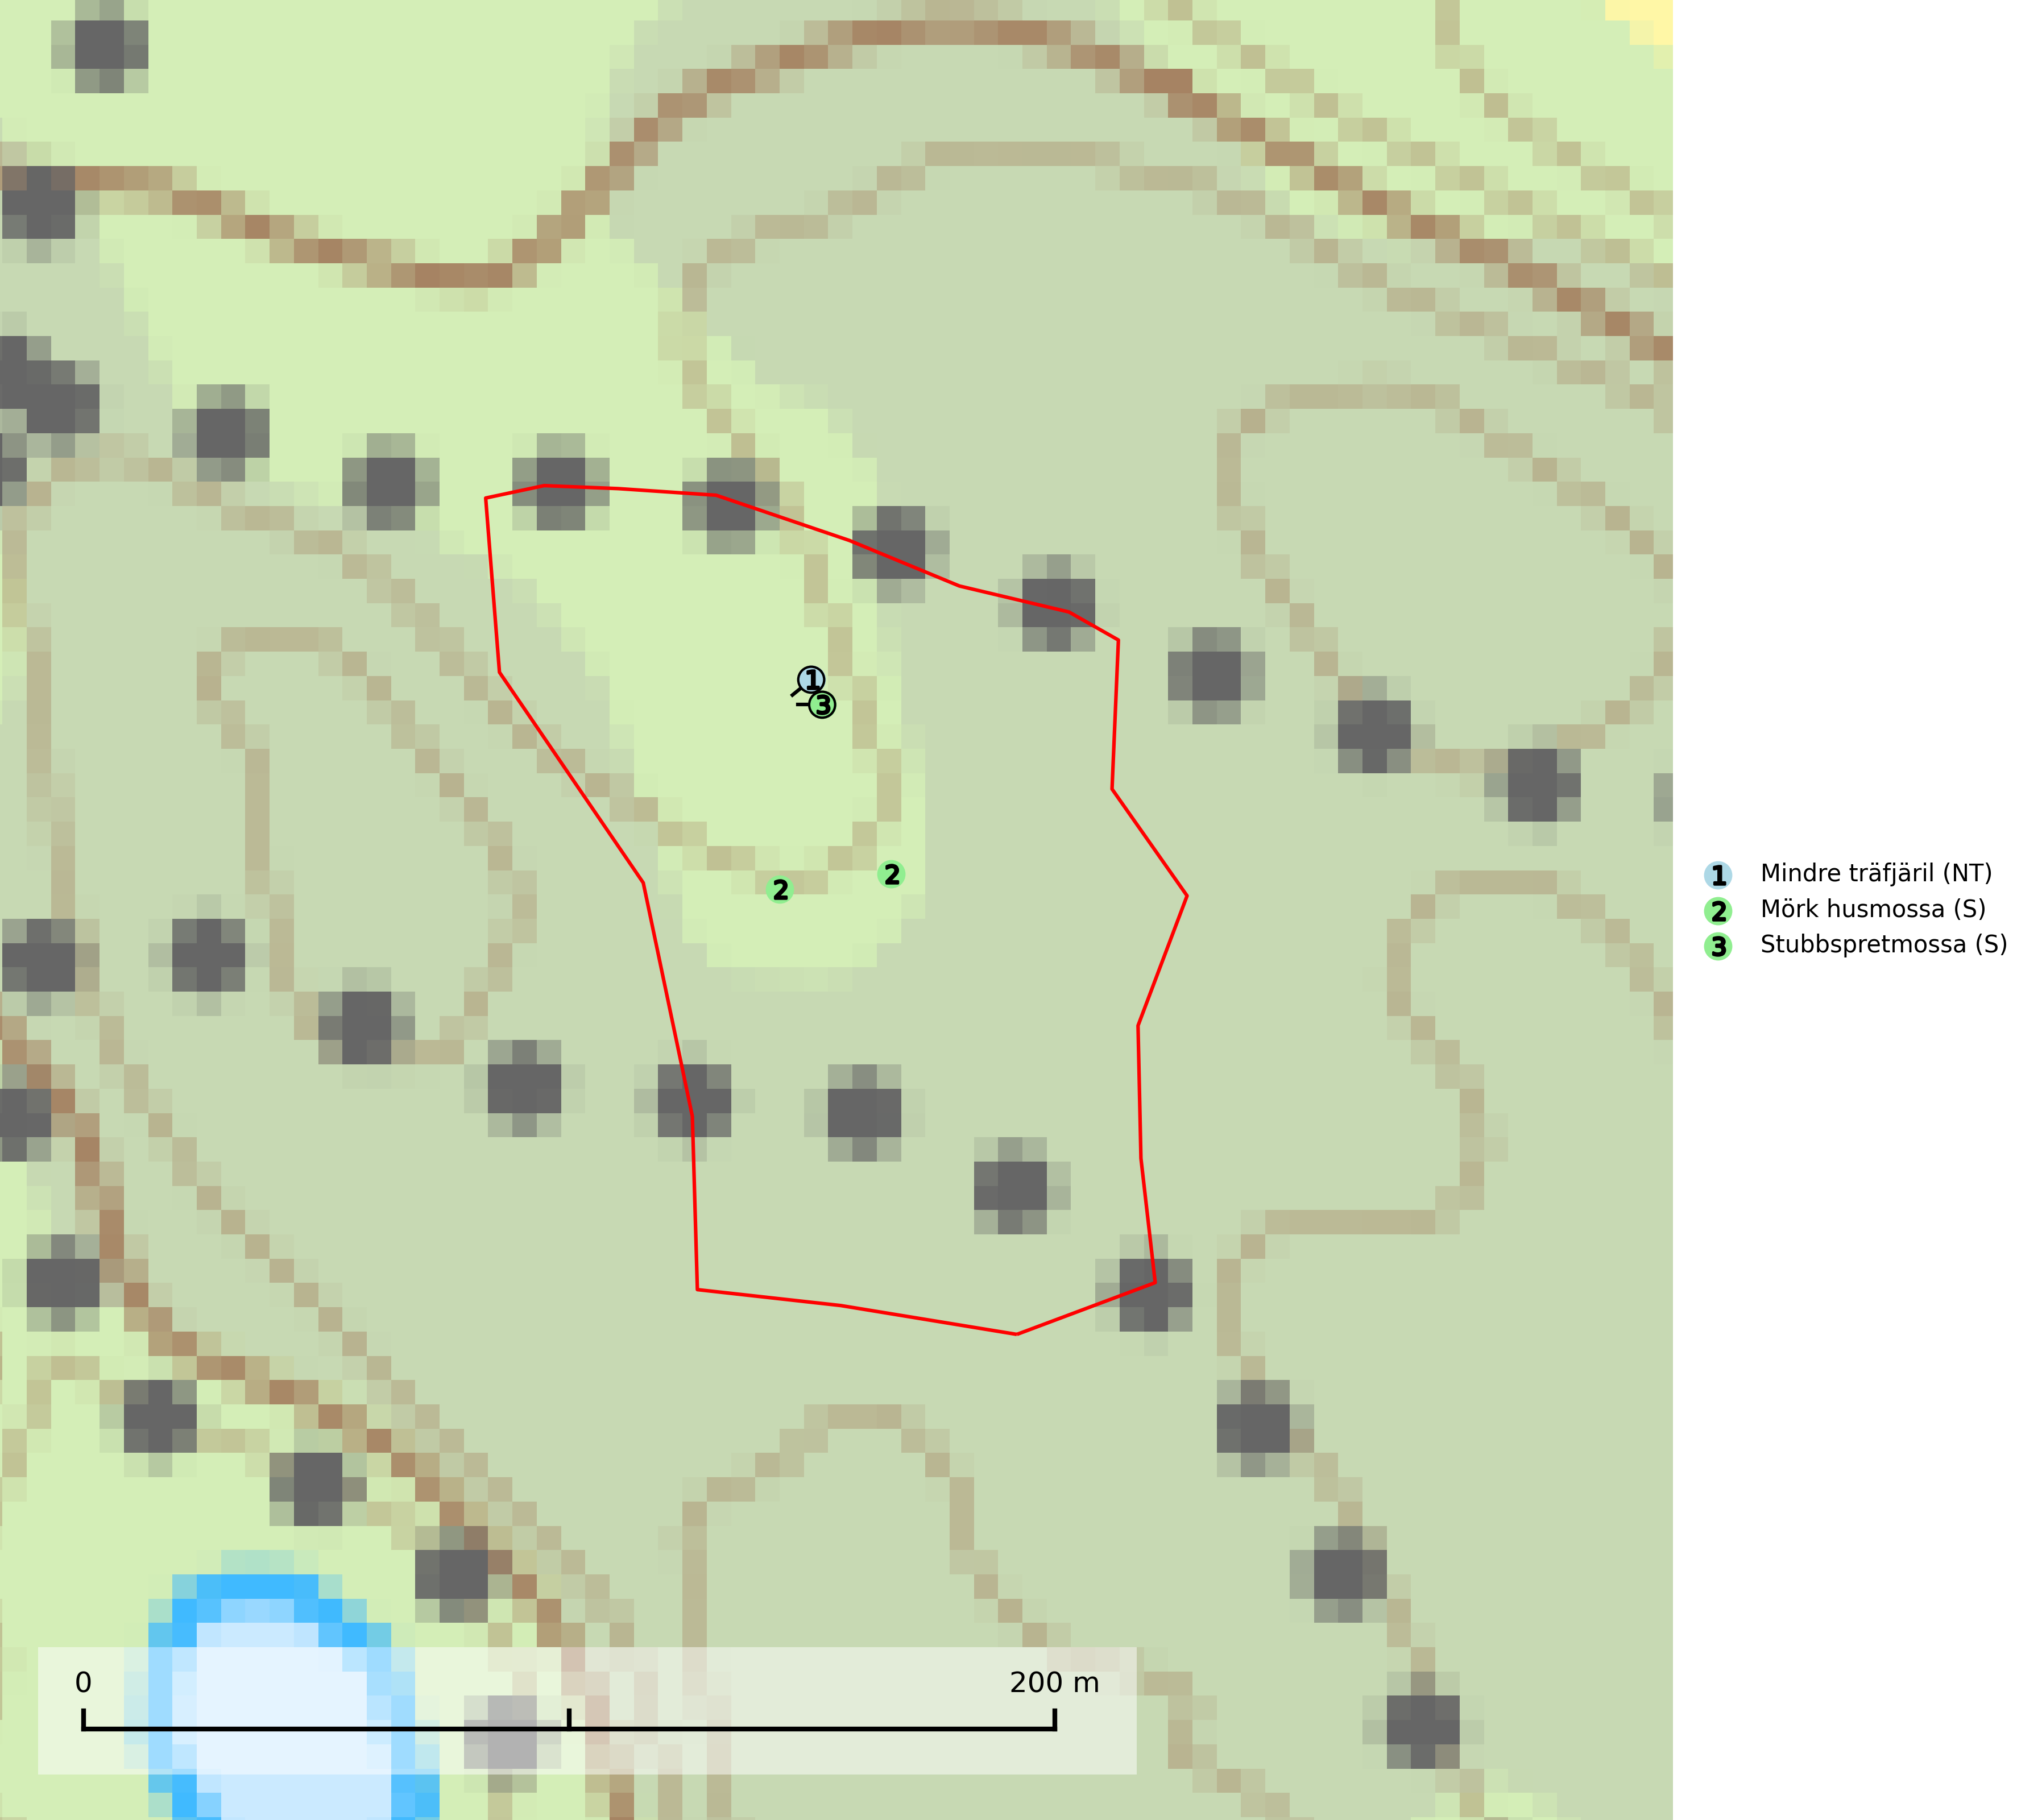 1
3
2
2
1 Mindre träfjäril (NT)
2 Mörk husmossa (S)
3 Stubbspretmossa (S)
0 200 m